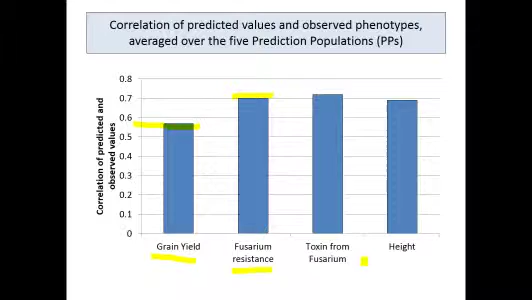 Correlation of predicted values and observed phenotypes,
averaged over the five Prediction Populations (PPs)
Correlation of predicted and
observed values
0.8
0.7
0.6
0.5
0.4
0.3
0.2
0.1
0
Grain Yield
Fusarium
resistance
Toxin from
Fusarium
Height